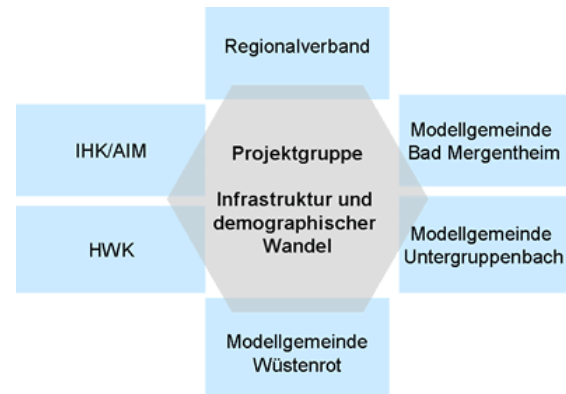 Regionalverband
IHK/AIM
Projektgruppe
Infrastruktur und
demographischer
Wandel
Modellgemeinde
Bad Mergentheim
HWK
Modellgemeinde
Untergruppenbach
Modellgemeinde
Wüstenrot